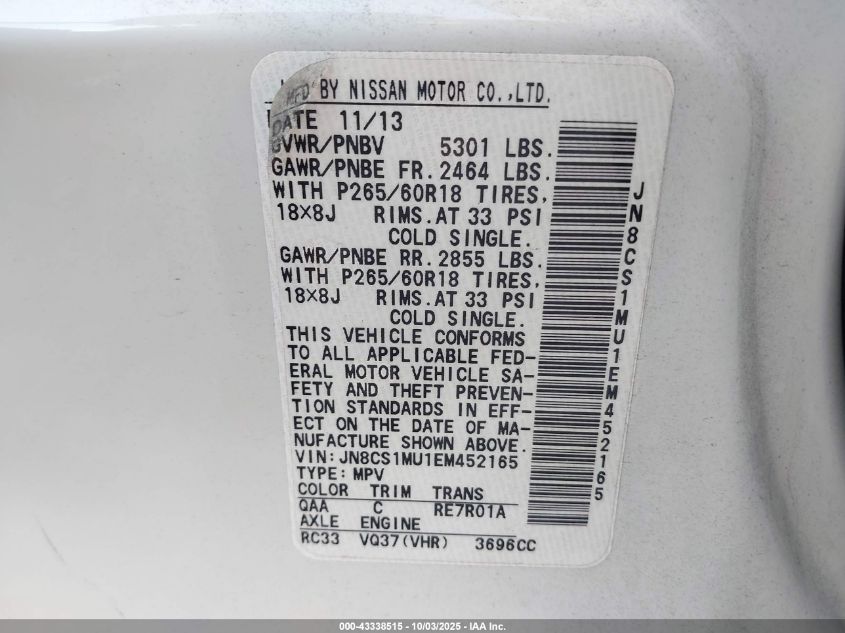 MFD BY NISSAN MOTOR CO.,LTD.
DATE 11/13
GVWR/PNBV 5301 LBS.
GAWR/PNBE FR. 2464 LBS.
WITH P265/60R18 TIRES,
18×8J RIMS. AT 33 PSI
COLD SINGLE.
GAWR/PNBE RR. 2855 LBS.
WITH P265/60R18 TIRES,
18×8J RIMS. AT 33 PSI
COLD SINGLE.
THIS VEHICLE CONFORMS
TO ALL APPLICABLE FED-
ERAL MOTOR VEHICLE SA-
FETY AND THEFT PREVEN-
TION STANDARDS IN EFF-
ECT ON THE DATE OF MA-
NUFACTURE SHOWN ABOVE.
VIN: JN8CS1MU1EM452165
TYPE: MPV
COLOR TRIM TRANS
QAA C RE7R01A
AXLE ENGINE
RC33 VQ37(VHR) 3696CC
JN8CS1MU1EM452165
000-43338515 - 10/03/2025 - IAA Inc.